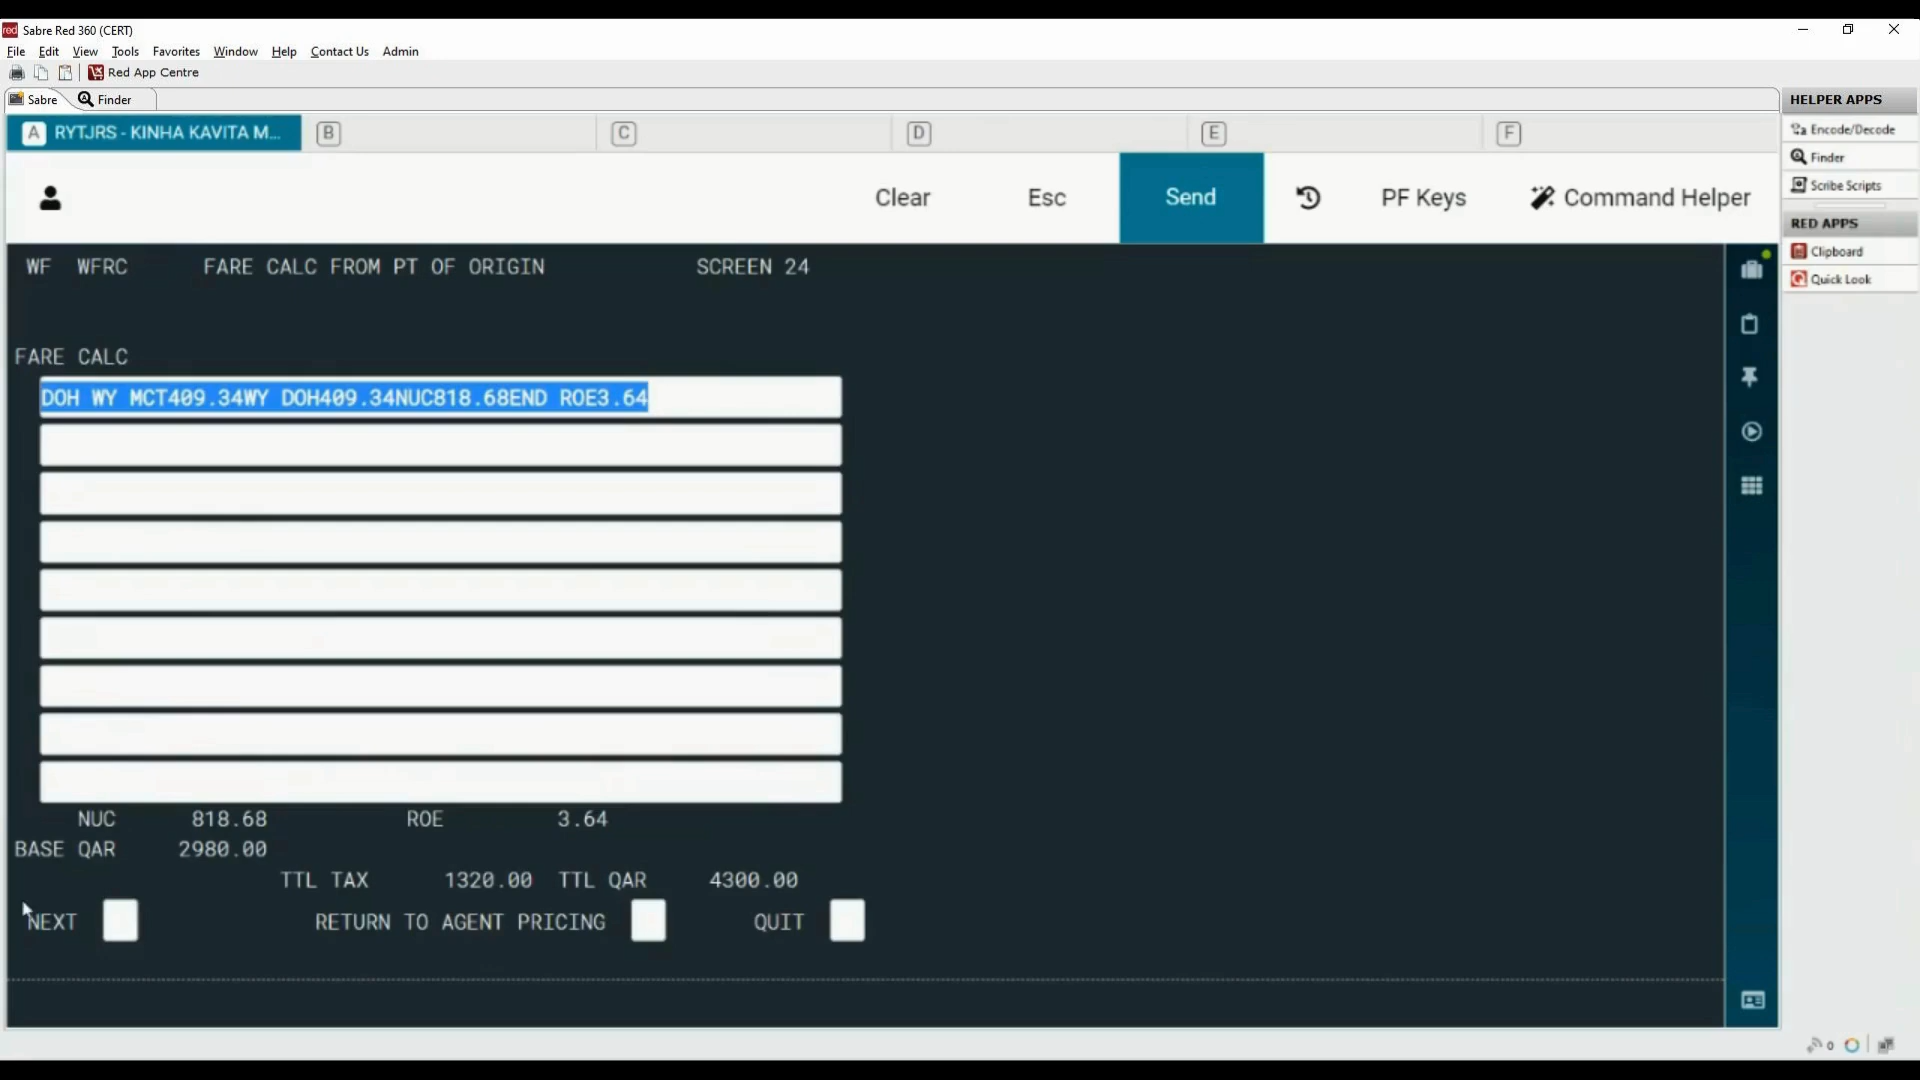 red Sabre Red 360 (CERT)
File Edit View Tools Favorites Window Help Contact Us Admin
Red App Centre
Sabre Finder
HELPER APPS
A RYTJRS - KINHA KAVITA M... B C D E F
Encode/Decode
Finder
Scribe Scripts
Clear Esc Send PF Keys Command Helper
RED APPS
Clipboard
Quick Look
WF WFRC FARE CALC FROM PT OF ORIGIN SCREEN 24
FARE CALC
DOH WY MCT409.34WY DOH409.34NUC818.68END ROE3.64
NUC 818.68 ROE 3.64
BASE QAR 2980.00
TTL TAX 1320.00 TTL QAR 4300.00
NEXT RETURN TO AGENT PRICING QUIT
0